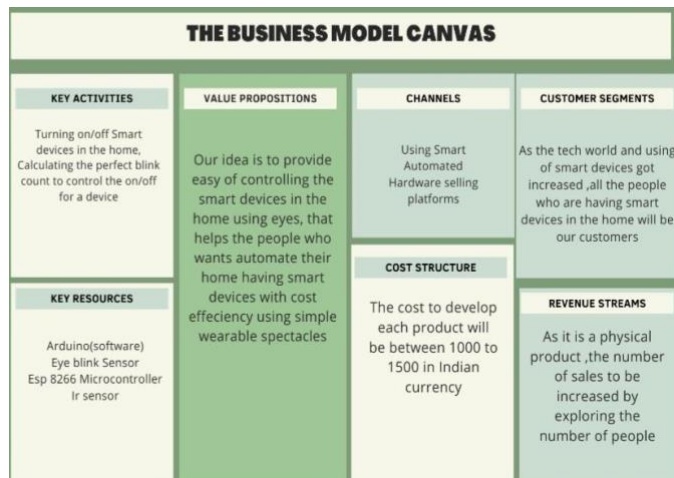 THE BUSINESS MODEL CANVAS
KEY ACTIVITIES
Turning on/off Smart
devices in the home,
Calculating the perfect blink
count to control the on/off
for a device
KEY RESOURCES
Arduino(software)
Eye blink Sensor
Esp 8266 Microcontroller
Ir sensor
VALUE PROPOSITIONS
Our idea is to provide
easy of controlling the
smart devices in the
home using eyes, that
helps the people who
wants automate their
home having smart
devices with cost
effeciency using simple
wearable spectacles
CHANNELS
Using Smart
Automated
Hardware selling
platforms
COST STRUCTURE
The cost to develop
each product will
be between 1000 to
1500 in Indian
currency
CUSTOMER SEGMENTS
As the tech world and using
of smart devices got
increased ,all the people
who are having smart
devices in the home will be
our customers
REVENUE STREAMS
As it is a physical
product ,the number
of sales to be
increased by
exploring the
number of people